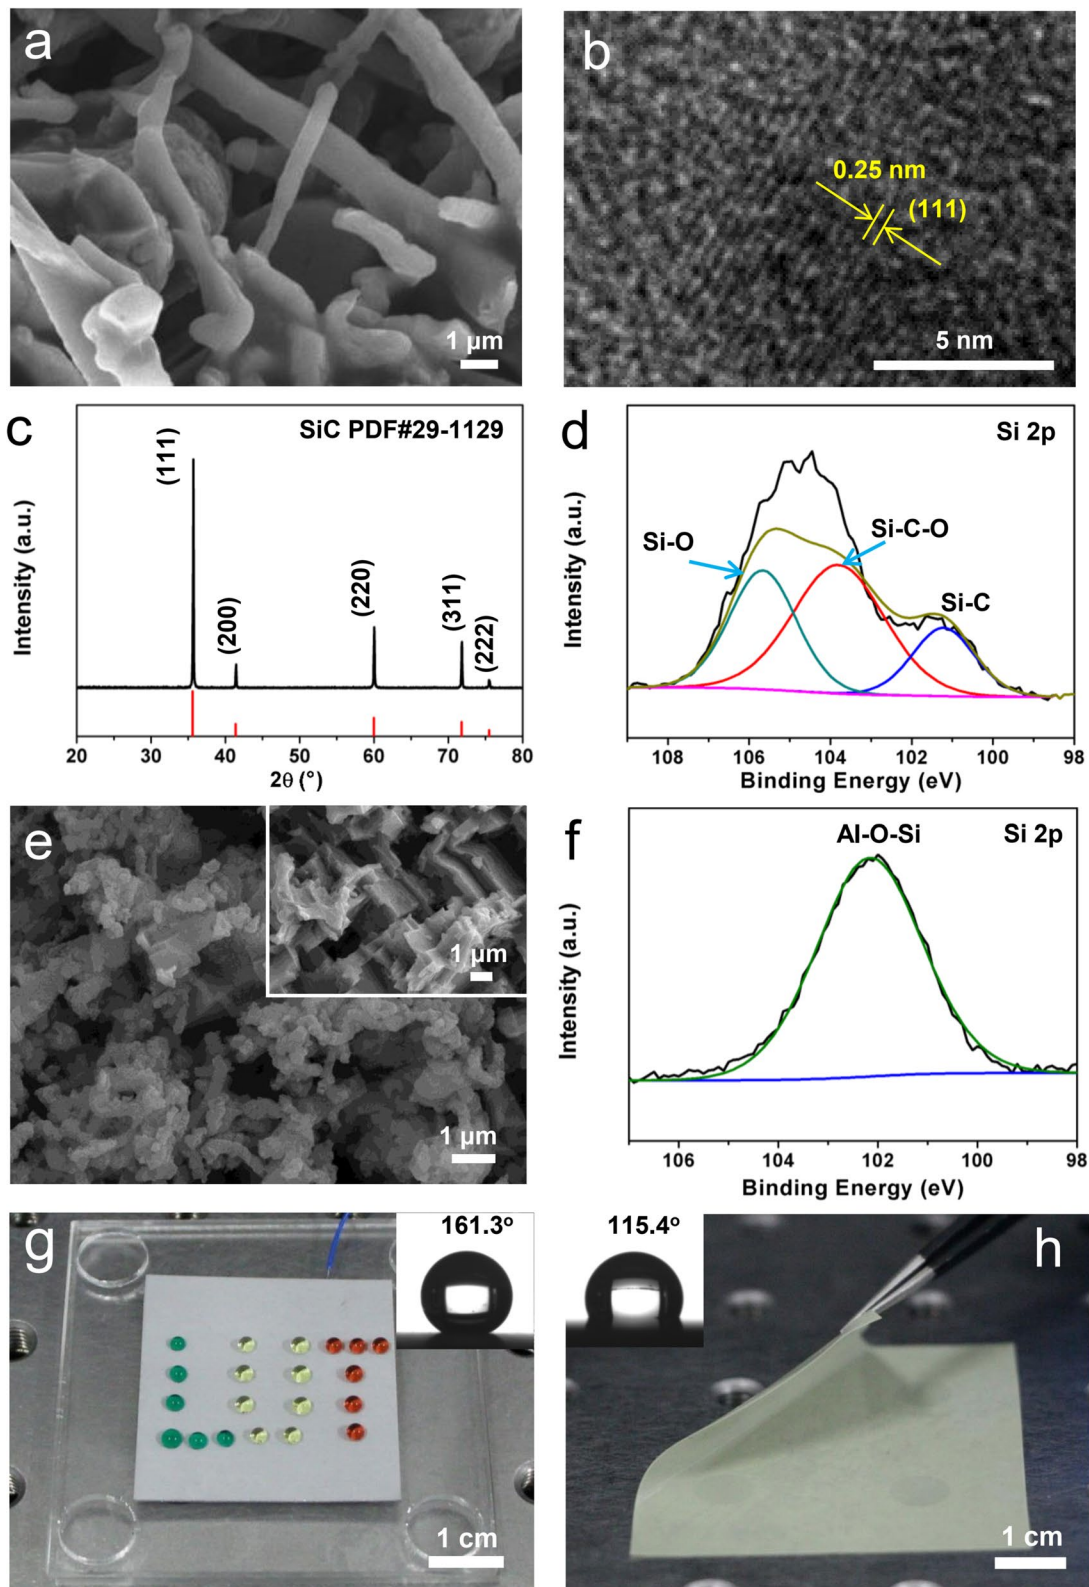 a
1 μm
b
0.25 nm
(111)
5 nm
c
SiC PDF#29-1129
(111)
(200)
(220)
(311)
(222)
Intensity (a.u.)
20 30 40 50 60 70 80
2θ (°)
d
Si 2p
Si-O
Si-C-O
Si-C
Intensity (a.u.)
108 106 104 102 100 98
Binding Energy (eV)
e
1 μm
1 μm
f
Al-O-Si
Si 2p
Intensity (a.u.)
106 104 102 100 98
Binding Energy (eV)
g
161.3°
1 cm
115.4°
h
1 cm